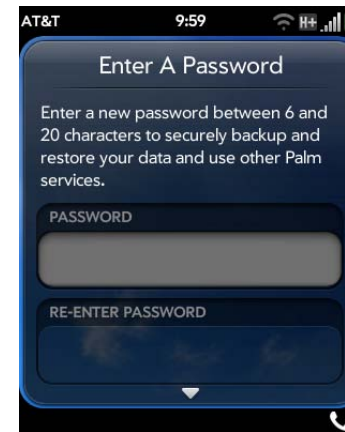 AT&T 9:59 H+
Enter A Password
Enter a new password between 6 and
20 characters to securely backup and
restore your data and use other Palm
services.
PASSWORD
RE-ENTER PASSWORD